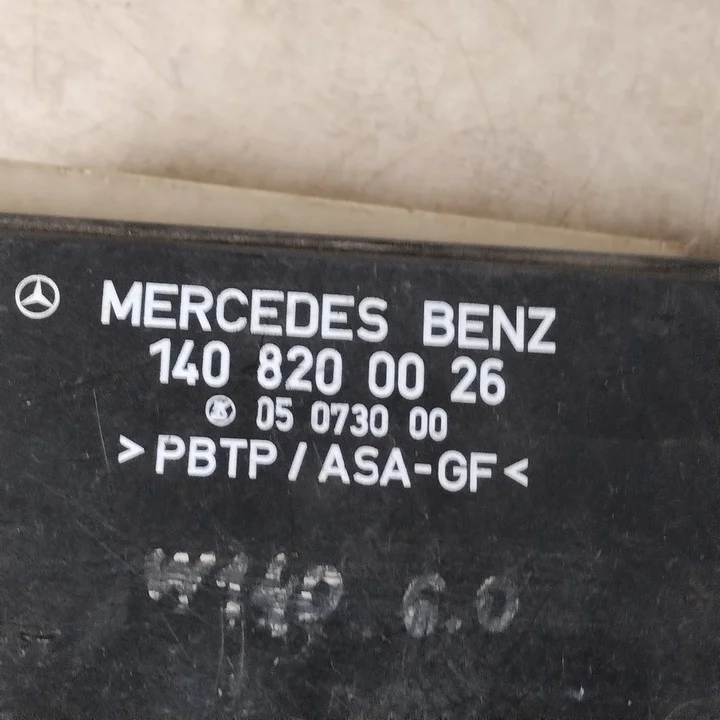 MERCEDES BENZ
140 820 00 26
K 05 0730 00
>PBTP/ASA-GF<
W140 6.0